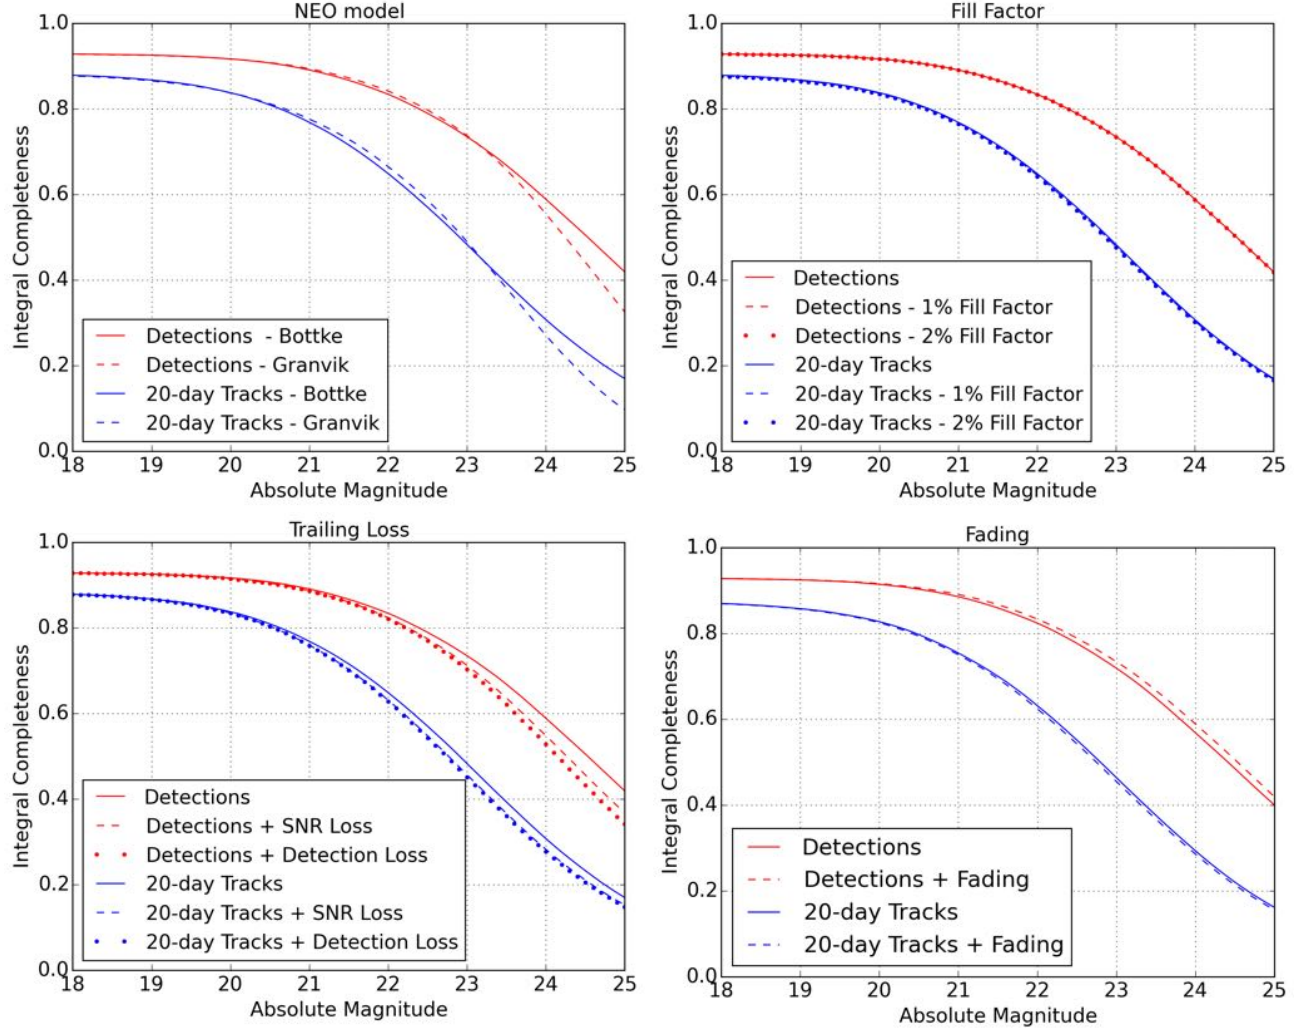 NEO model
1.0
0.8
0.6
0.4
0.2
0.0
Integral Completeness
Detections - Bottke
Detections - Granvik
20-day Tracks - Bottke
20-day Tracks - Granvik
18 19 20 21 22 23 24 25
Absolute Magnitude
Fill Factor
1.0
0.8
0.6
0.4
0.2
0.0
Integral Completeness
Detections
Detections - 1% Fill Factor
Detections - 2% Fill Factor
20-day Tracks
20-day Tracks - 1% Fill Factor
20-day Tracks - 2% Fill Factor
18 19 20 21 22 23 24 25
Absolute Magnitude
Trailing Loss
1.0
0.8
0.6
0.4
0.2
0.0
Integral Completeness
Detections
Detections + SNR Loss
Detections + Detection Loss
20-day Tracks
20-day Tracks + SNR Loss
20-day Tracks + Detection Loss
18 19 20 21 22 23 24 25
Absolute Magnitude
Fading
1.0
0.8
0.6
0.4
0.2
0.0
Integral Completeness
Detections
Detections + Fading
20-day Tracks
20-day Tracks + Fading
18 19 20 21 22 23 24 25
Absolute Magnitude